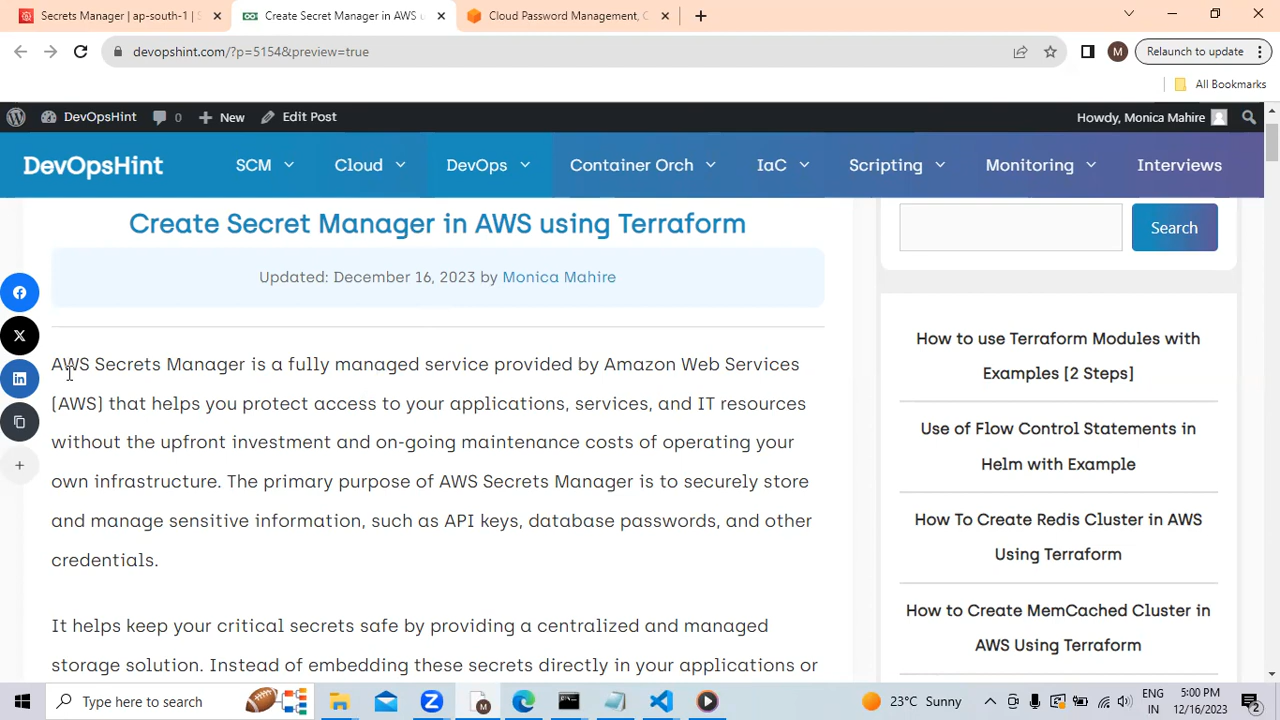 Secrets Manager | ap-south-1 | S
Create Secret Manager in AWS u
Cloud Password Management, C
devopshint.com/?p=5154&preview=true
M
Relaunch to update
All Bookmarks
DevOpsHint
0
New
Edit Post
Howdy, Monica Mahire
DevOpsHint
SCM
Cloud
DevOps
Container Orch
IaC
Scripting
Monitoring
Interviews
Create Secret Manager in AWS using Terraform
Search
Updated: December 16, 2023 by Monica Mahire
AWS Secrets Manager is a fully managed service provided by Amazon Web Services
(AWS) that helps you protect access to your applications, services, and IT resources
without the upfront investment and on-going maintenance costs of operating your
own infrastructure. The primary purpose of AWS Secrets Manager is to securely store
and manage sensitive information, such as API keys, database passwords, and other
credentials.
It helps keep your critical secrets safe by providing a centralized and managed
storage solution. Instead of embedding these secrets directly in your applications or
How to use Terraform Modules with
Examples [2 Steps]
Use of Flow Control Statements in
Helm with Example
How To Create Redis Cluster in AWS
Using Terraform
How to Create MemCached Cluster in
AWS Using Terraform
Type here to search
23°C Sunny
ENG
IN
5:00 PM
12/16/2023
2